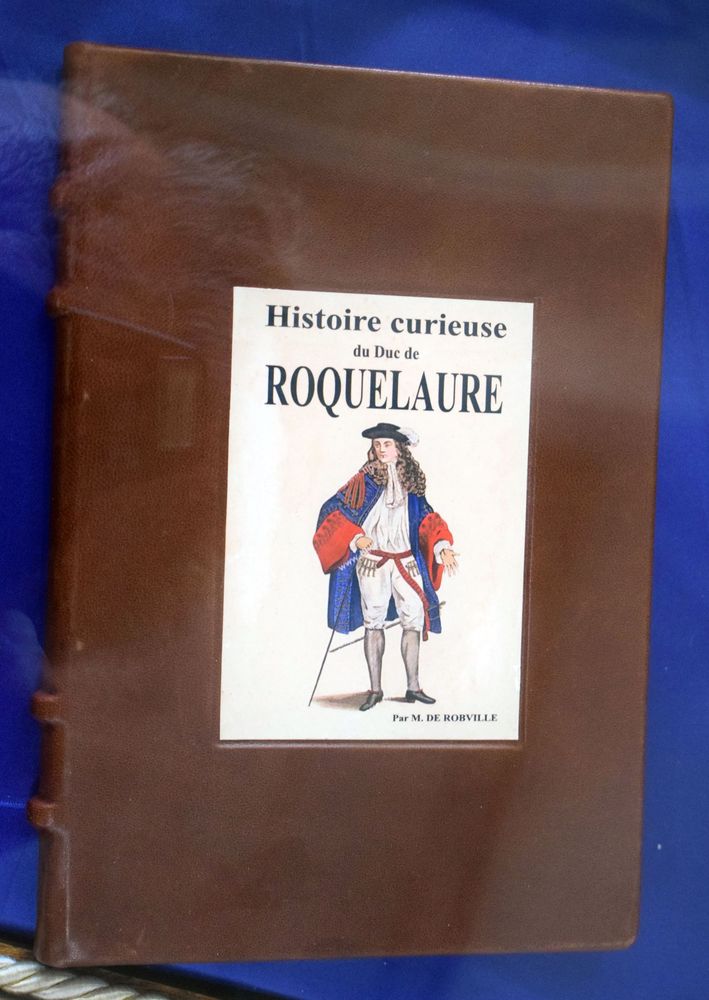 Histoire curieuse
du Duc de
ROQUELAURE
Par M. DE ROBVILLE